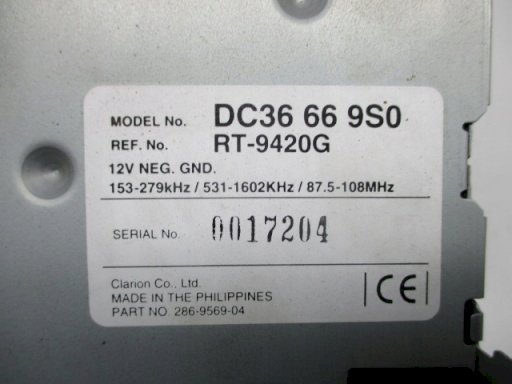 MODEL No. DC36 66 9S0
REF. No. RT-9420G
12V NEG. GND.
153-279kHz / 531-1602KHz / 87.5-108MHz
SERIAL No. 0017204
Clarion Co., Ltd.
MADE IN THE PHILIPPINES
PART NO. 286-9569-04
CE